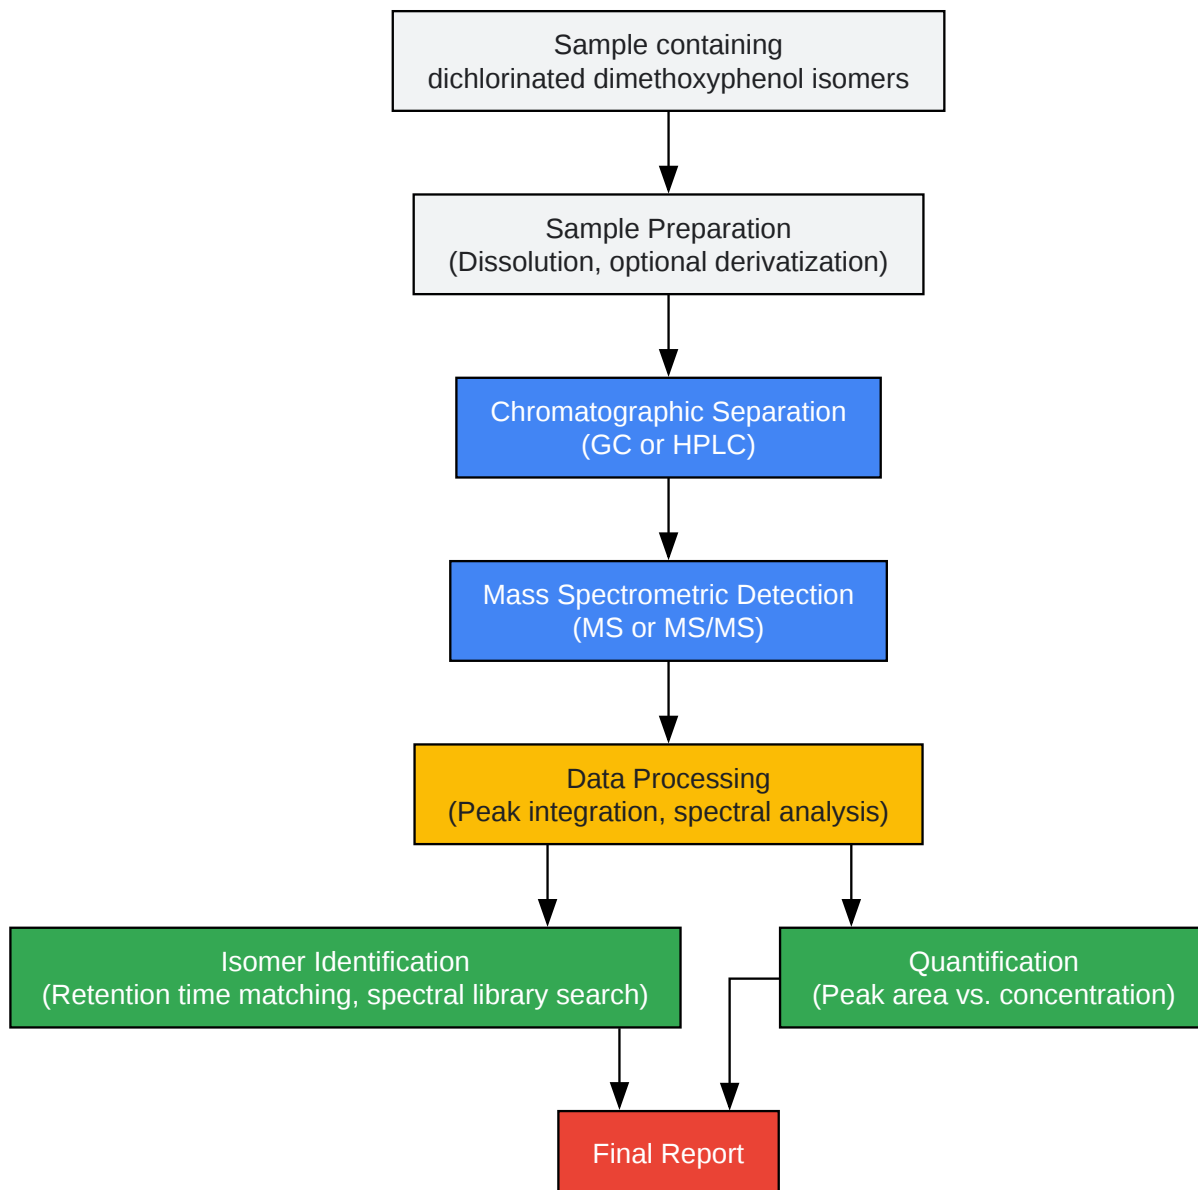 Sample containing
dichlorinated dimethoxyphenol isomers
Sample Preparation
(Dissolution, optional derivatization)
Chromatographic Separation
(GC or HPLC)
Mass Spectrometric Detection
(MS or MS/MS)
Data Processing
(Peak integration, spectral analysis)
Isomer Identification
(Retention time matching, spectral library search)
Quantification
(Peak area vs. concentration)
Final Report